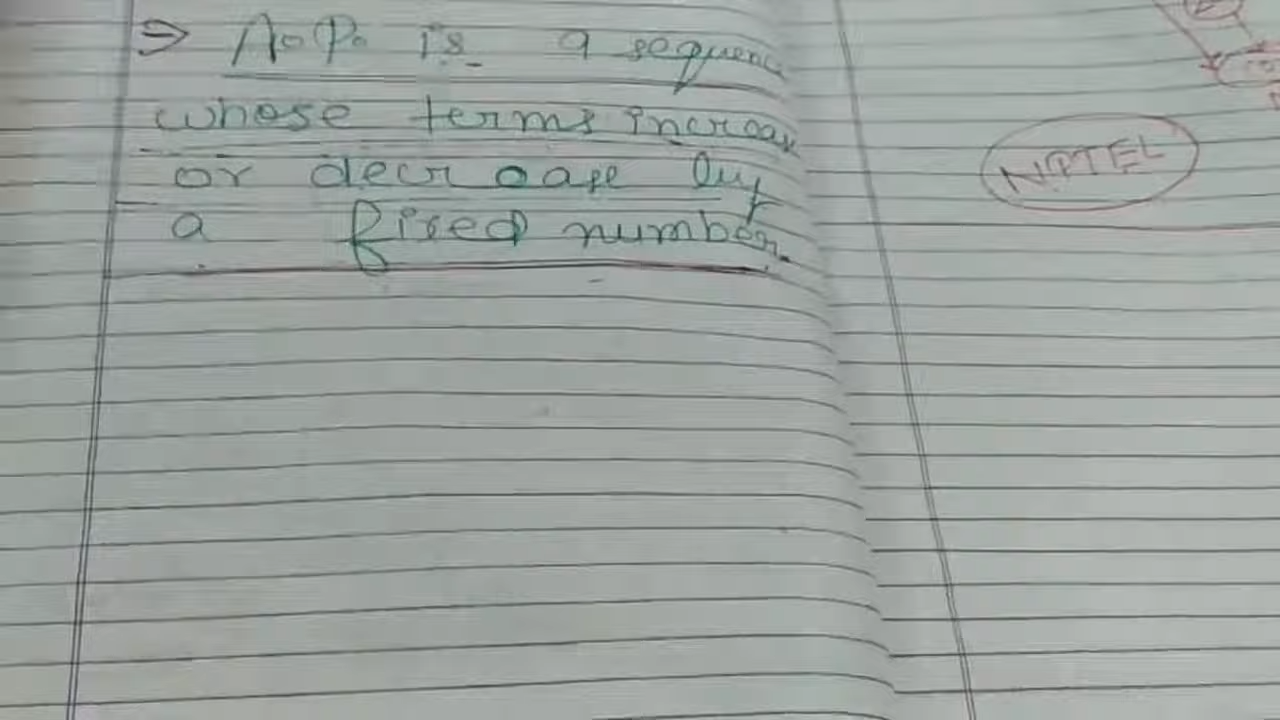 ⇒ A.P. is a sequence
whose terms increase
or decrease by
a fixed number.
NPTEL